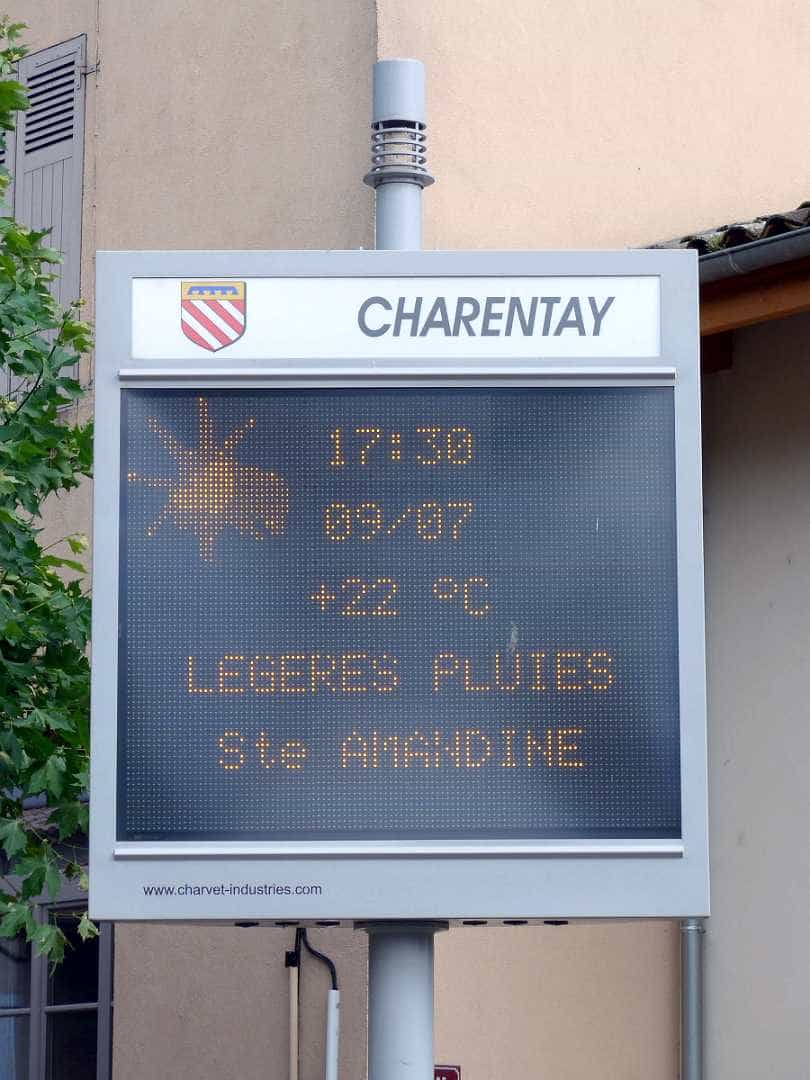 CHARENTAY
17:30
09/07
+22 °C
LEGERES PLUIES
Ste AMANDINE
www.charvet-industries.com